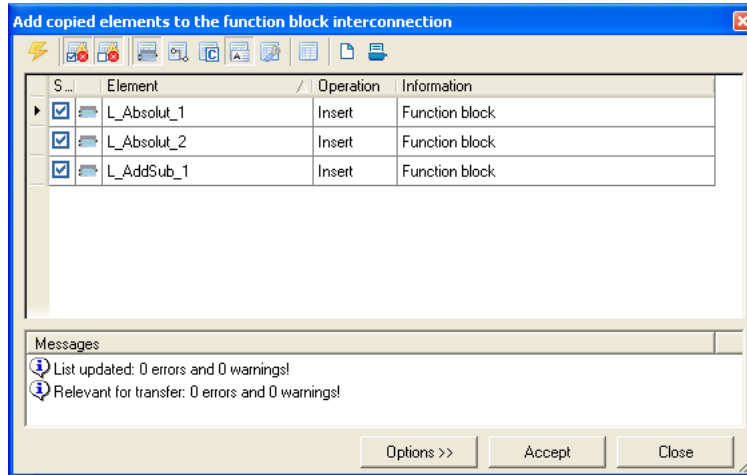 Add copied elements to the function block interconnection
S... Element / Operation Information
L_Absolut_1 Insert Function block
L_Absolut_2 Insert Function block
L_AddSub_1 Insert Function block
Messages
List updated: 0 errors and 0 warnings!
Relevant for transfer: 0 errors and 0 warnings!
Options >> Accept Close